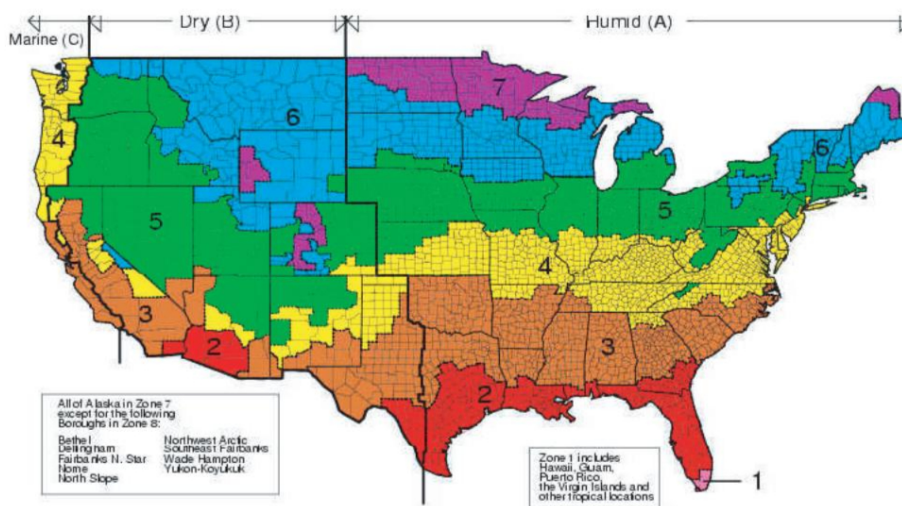 Dry (B)
Humid (A)
Marine (C)
7
6
4
6
5
5
4
3
3
2
2
1
All of Alaska in Zone 7
except for the following
Boroughs in Zone 8:
Bethel Northwest Arctic
Dellingham Southeast Fairbanks
Fairbanks N. Star Wade Hampton
Nome Yukon-Koyukuk
North Slope
Zone 1 includes
Hawaii, Guam,
Puerto Rico,
the Virgin Islands and
other tropical locations